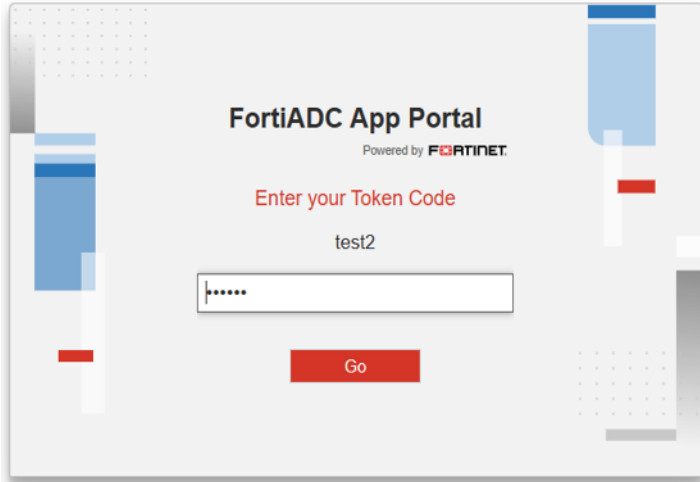 FortiADC App Portal
Powered by FORTINET
Enter your Token Code
test2
••••••
Go